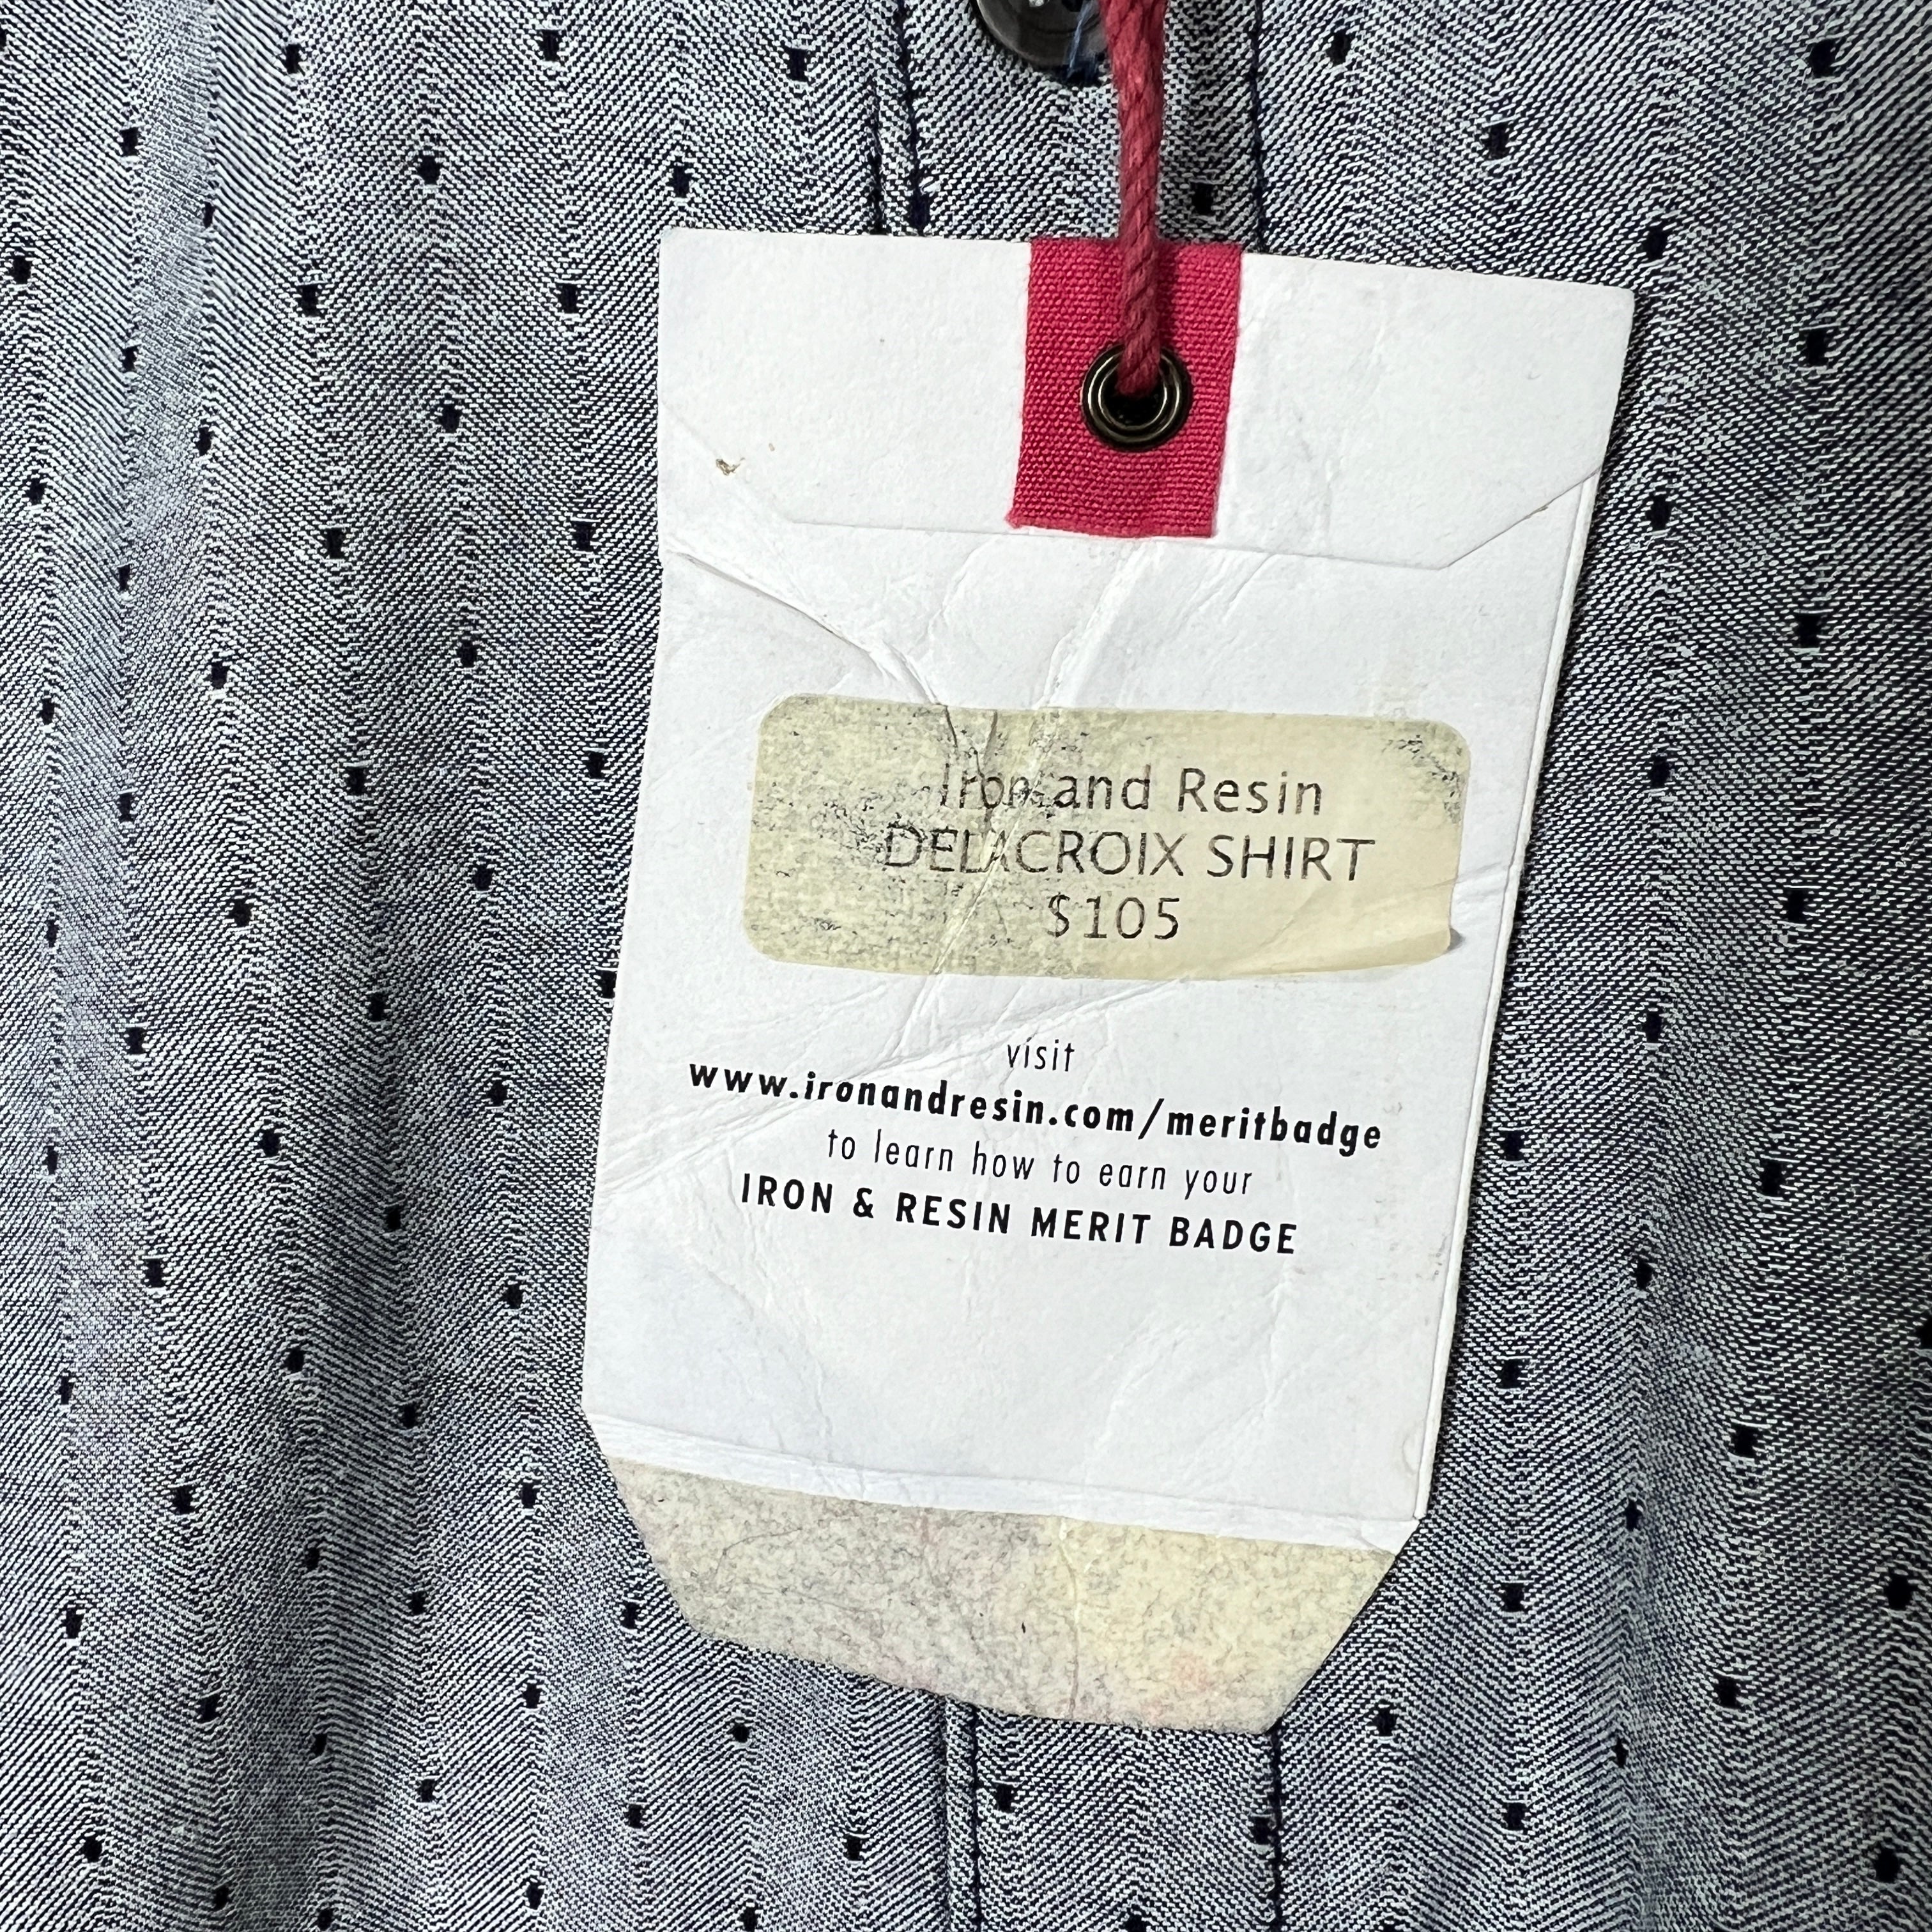 Iron and Resin
DELACROIX SHIRT
$105
visit
www.ironandresin.com/meritbadge
to learn how to earn your
IRON & RESIN MERIT BADGE